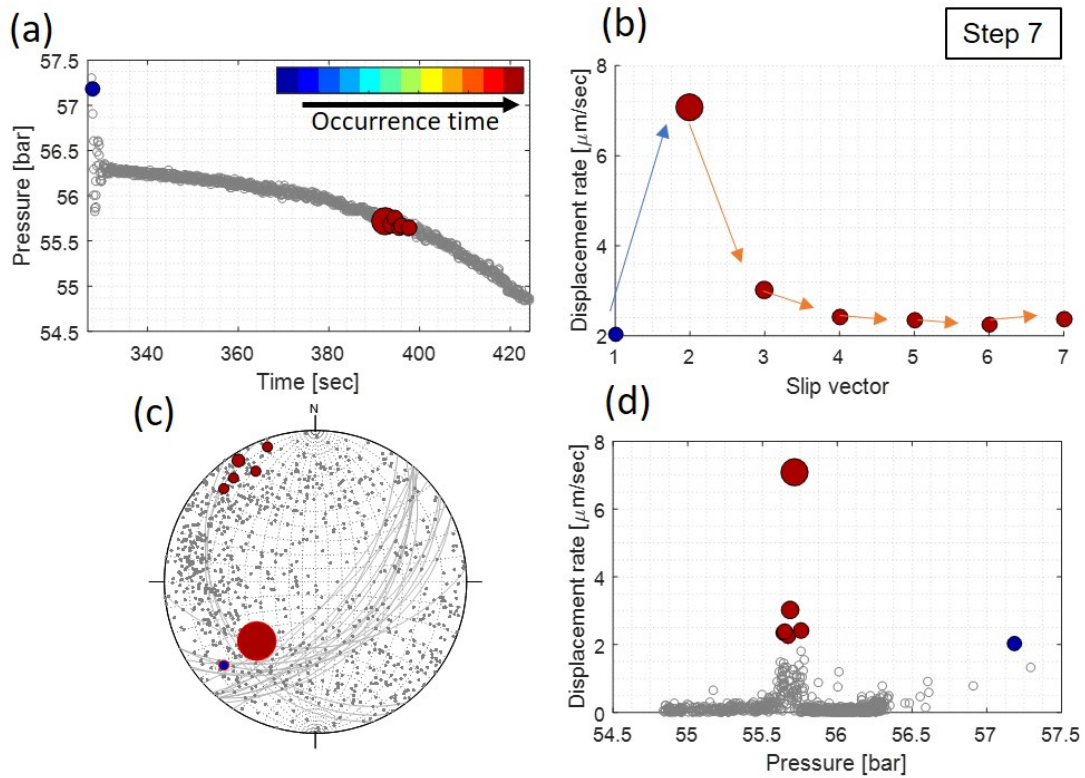 (a)
57.5
57
56.5
56
55.5
55
54.5
Pressure [bar]
340
360
380
400
420
Time [sec]
Occurrence time
(b)
Step 7
8
6
4
2
Displacement rate [μm/sec]
1
2
3
4
5
6
7
Slip vector
(c)
N
(d)
8
6
4
2
0
Displacement rate [μm/sec]
54.5
55
55.5
56
56.5
57
57.5
Pressure [bar]